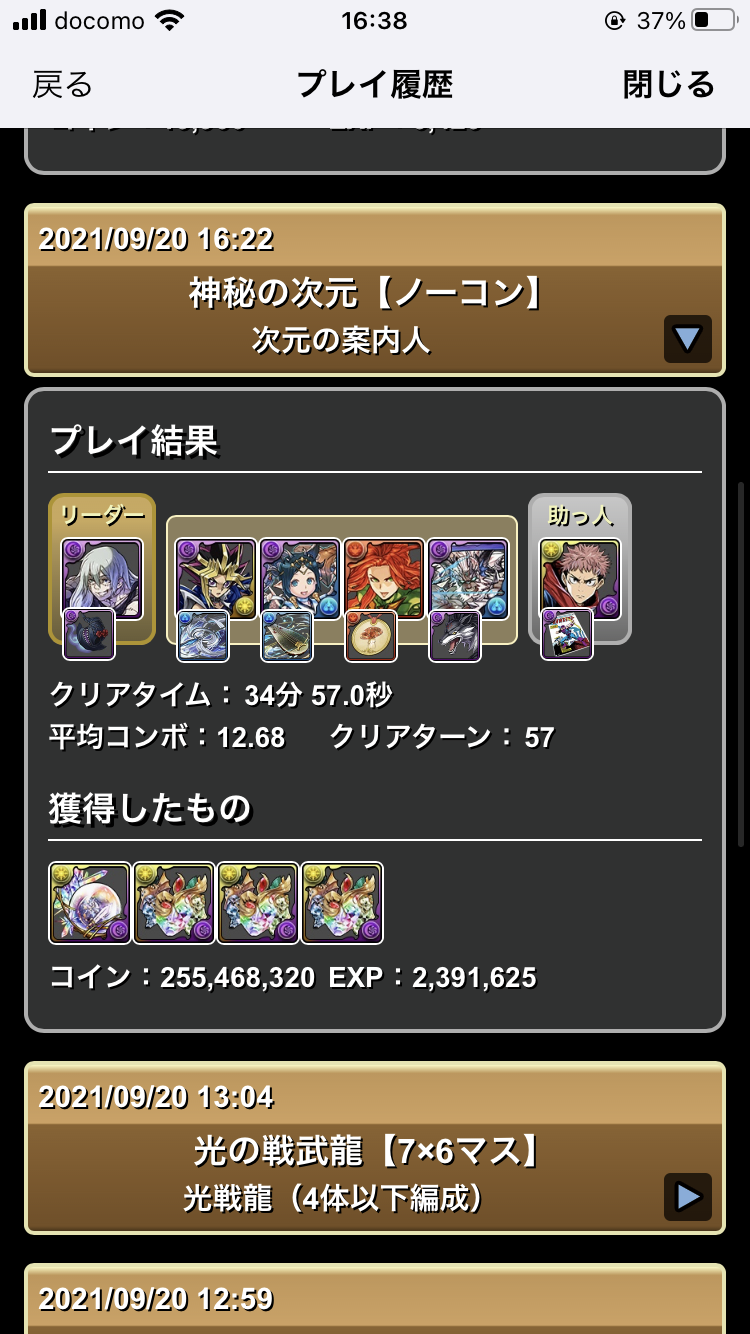 docomo 16:38 37%
戻る プレイ履歴 閉じる
2021/09/20 16:22
神秘の次元【ノーコン】
次元の案内人
プレイ結果
リーダー 助っ人
クリアタイム：34分 57.0秒
平均コンボ：12.68 クリアターン：57
獲得したもの
コイン：255,468,320 EXP：2,391,625
2021/09/20 13:04
光の戦武龍【7×6マス】
光戦龍（4体以下編成）
2021/09/20 12:59